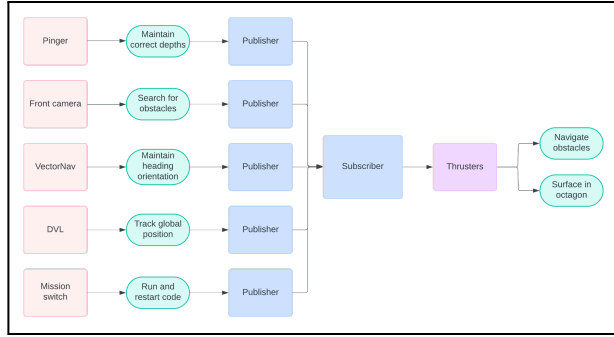 Pinger
Maintain
correct depths
Publisher
Front camera
Search for
obstacles
Publisher
VectorNav
Maintain
heading
orientation
Publisher
Subscriber
Thrusters
Navigate
obstacles
Surface in
octagon
DVL
Track global
position
Publisher
Mission
switch
Run and
restart code
Publisher